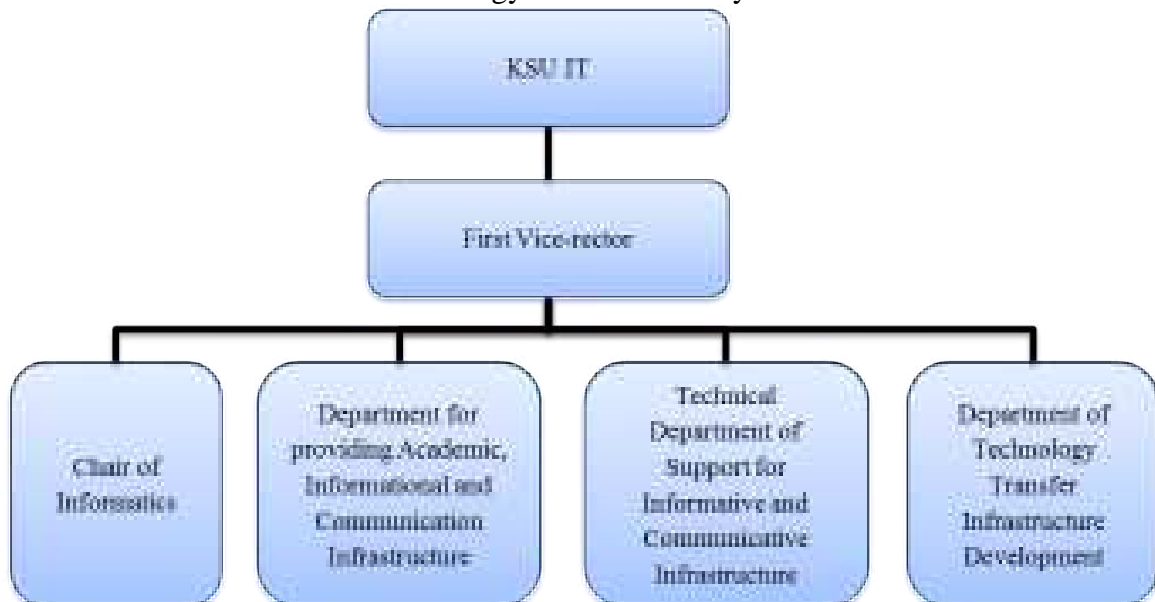 KSU IT
First Vice-rector
Chair of
Informatics
Department for
providing Academic,
Informational and
Communication
Infrastructure
Technical
Department of
Support for
Informative and
Communicative
Infrastructure
Department of
Technology
Transfer
Infrastructure
Development